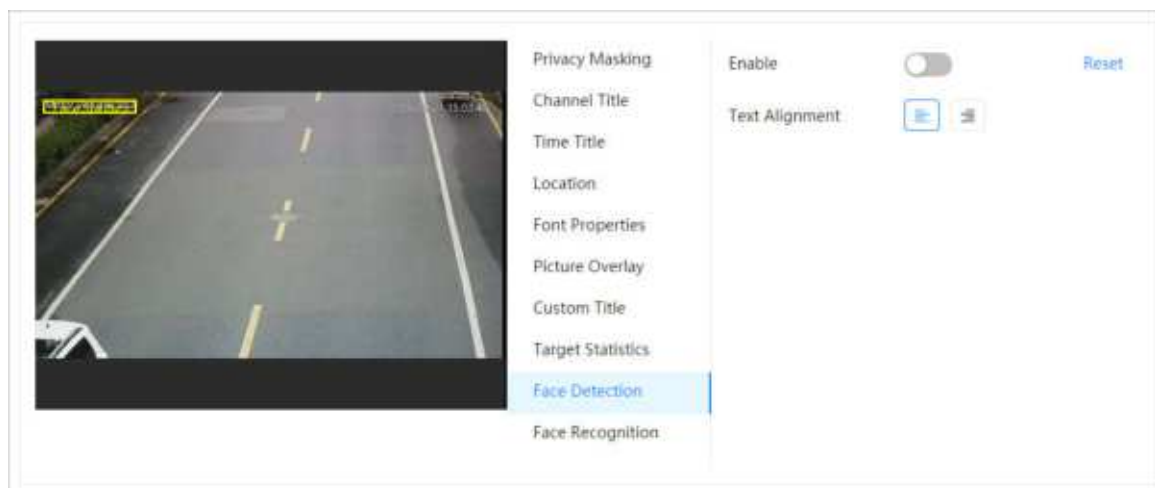 Privacy Masking
Channel Title
Time Title
Location
Font Properties
Picture Overlay
Custom Title
Target Statistics
Face Detection
Face Recognition
Enable
Reset
Text Alignment